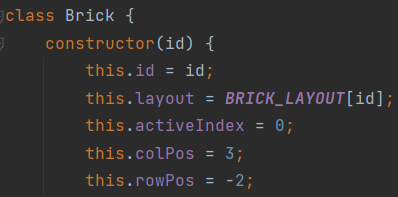 class Brick {
constructor(id) {
this.id = id;
this.layout = BRICK_LAYOUT[id];
this.activeIndex = 0;
this.colPos = 3;
this.rowPos = -2;